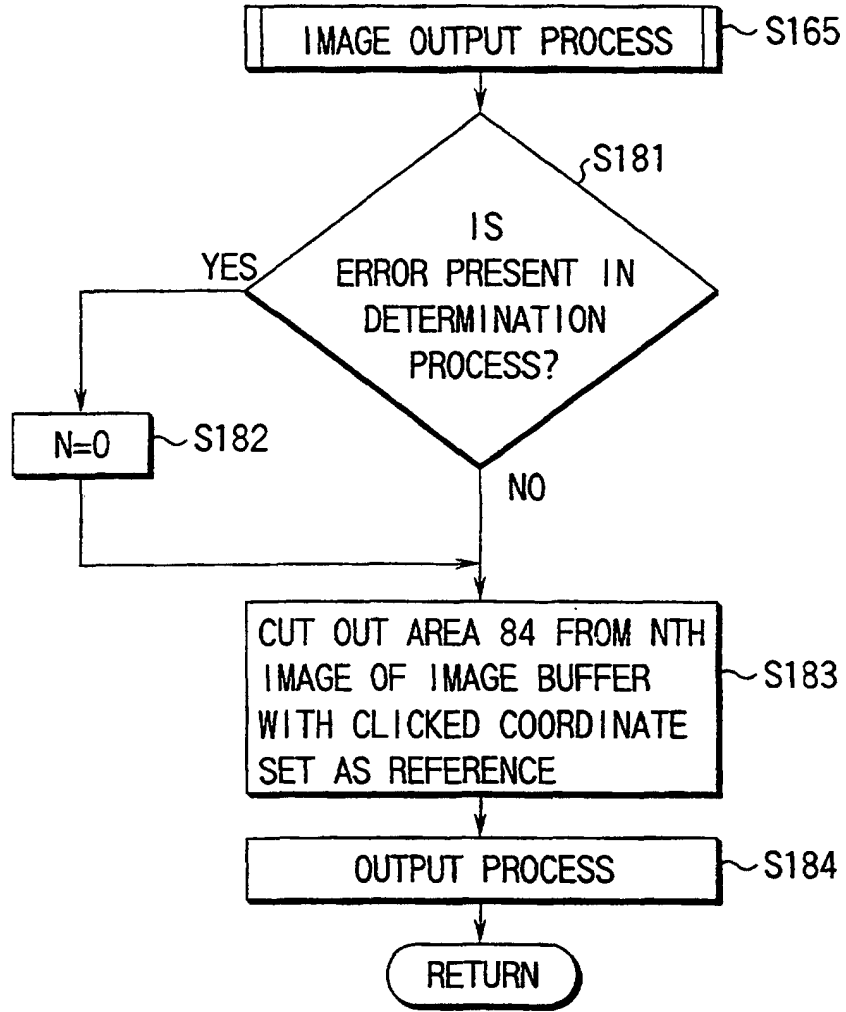 IMAGE OUTPUT PROCESS
S165
S181
IS
ERROR PRESENT IN
DETERMINATION
PROCESS?
YES
N=0
S182
NO
CUT OUT AREA 84 FROM NTH
IMAGE OF IMAGE BUFFER
WITH CLICKED COORDINATE
SET AS REFERENCE
S183
OUTPUT PROCESS
S184
RETURN